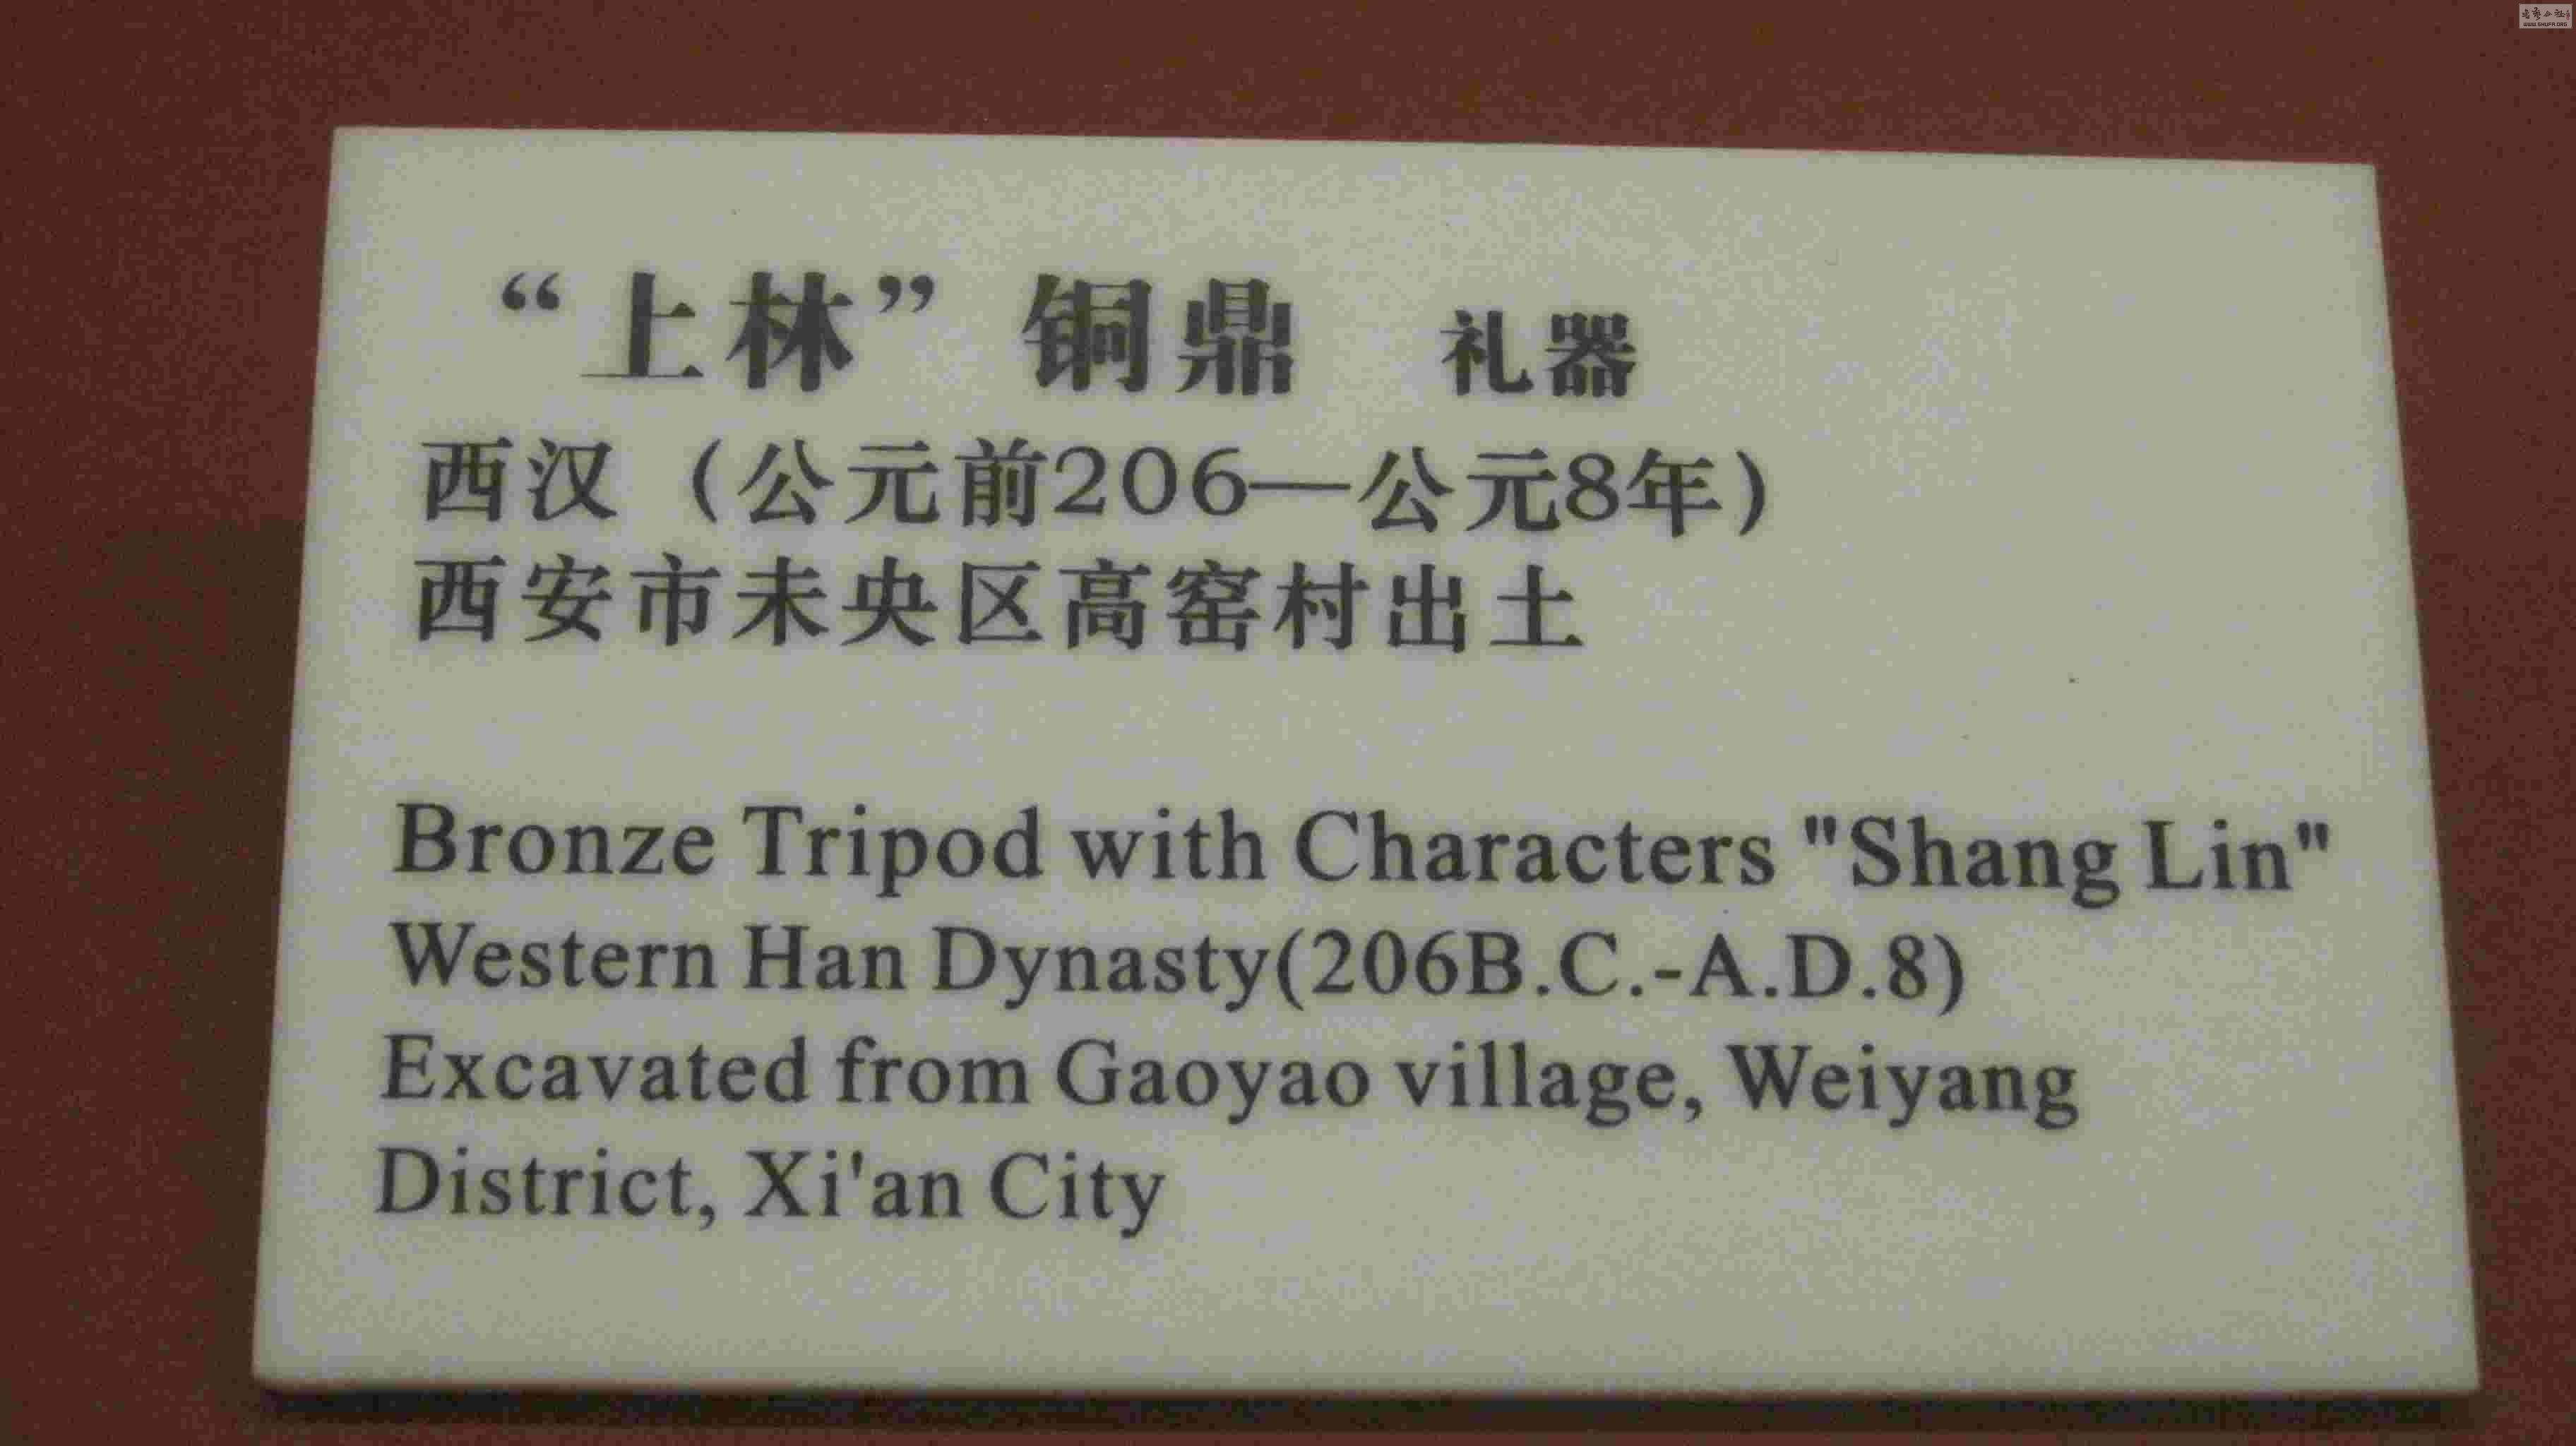 “上林”铜鼎 礼器
西汉（公元前206—公元8年）
西安市未央区高窑村出土
Bronze Tripod with Characters "Shang Lin"
Western Han Dynasty(206B.C.-A.D.8)
Excavated from Gaoyao village, Weiyang
District, Xi'an City